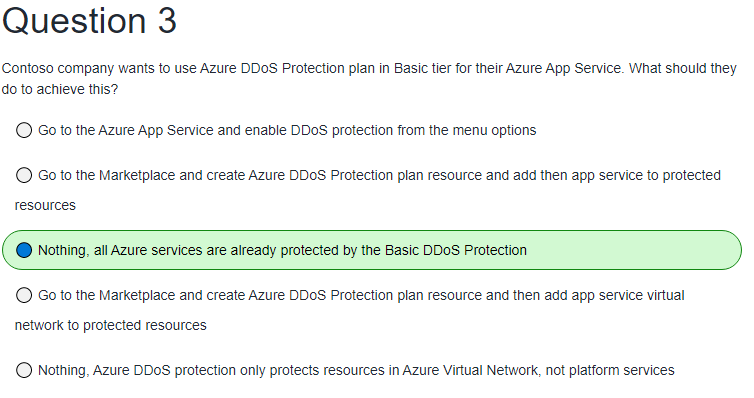 Question 3
Contoso company wants to use Azure DDoS Protection plan in Basic tier for their Azure App Service. What should they
do to achieve this?
Go to the Azure App Service and enable DDoS protection from the menu options
Go to the Marketplace and create Azure DDoS Protection plan resource and add then app service to protected
resources
Nothing, all Azure services are already protected by the Basic DDoS Protection
Go to the Marketplace and create Azure DDoS Protection plan resource and then add app service virtual
network to protected resources
Nothing, Azure DDoS protection only protects resources in Azure Virtual Network, not platform services